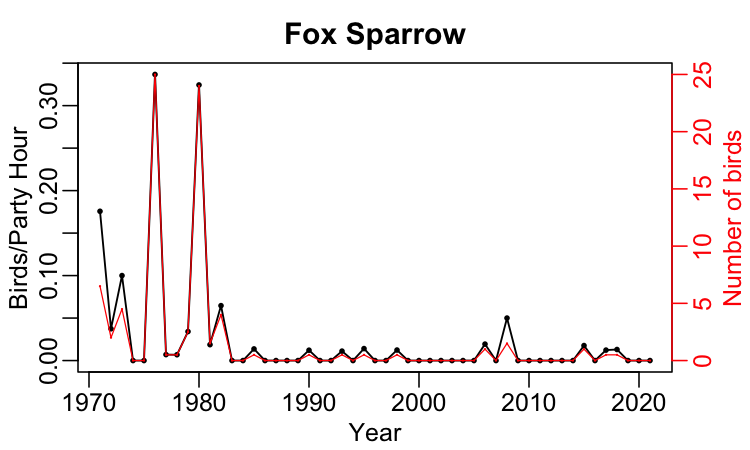 Fox Sparrow
Birds/Party Hour
0.00 0.10 0.20 0.30
0 5 10 15 20 25
Number of birds
1970 1980 1990 2000 2010 2020
Year